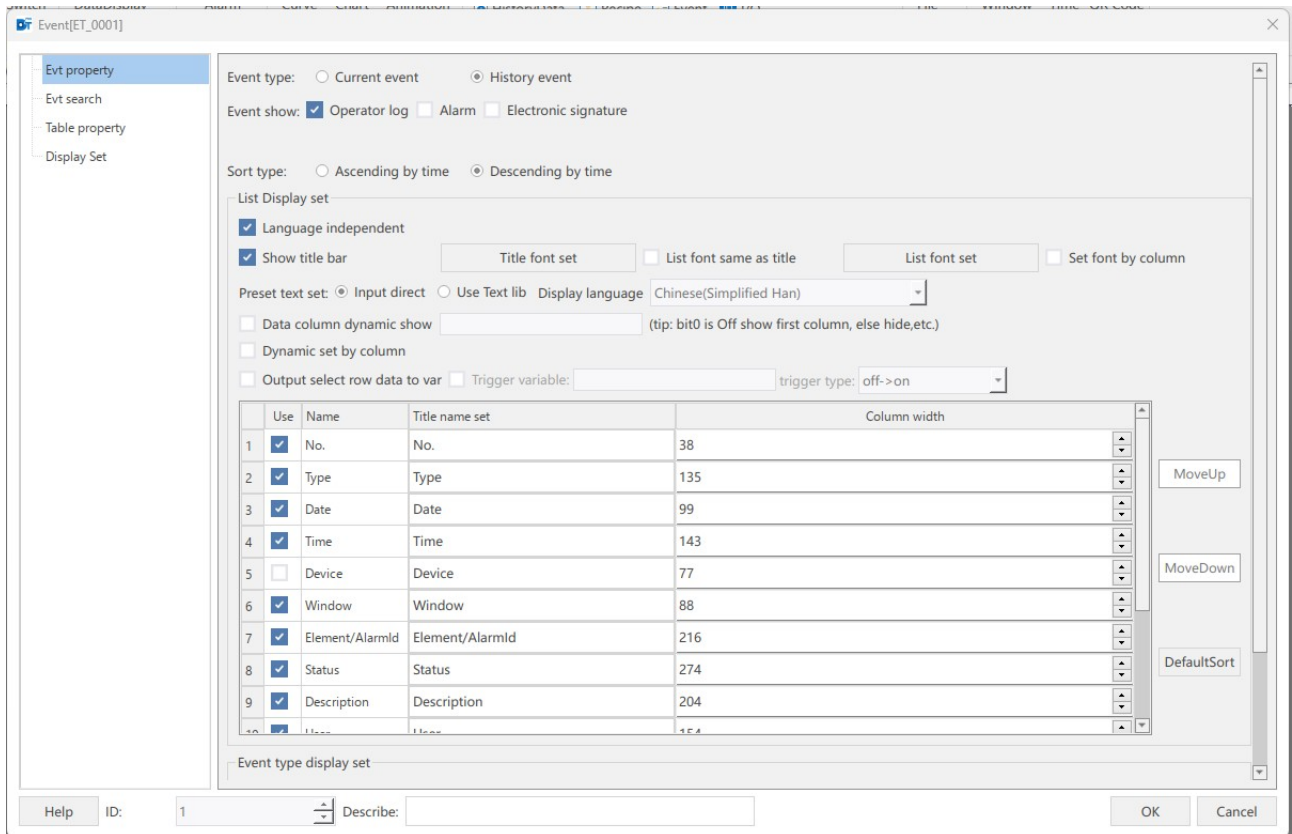 Event[ET_0001]
Evt property
Evt search
Table property
Display Set
Event type: Current event History event
Event show: Operator log Alarm Electronic signature
Sort type: Ascending by time Descending by time
List Display set
Language independent
Show title bar Title font set List font same as title List font set Set font by column
Preset text set: Input direct Use Text lib Display language Chinese(Simplified Han)
Data column dynamic show (tip: bit0 is Off show first column, else hide,etc.)
Dynamic set by column
Output select row data to var Trigger variable: trigger type: off->on
Use Name Title name set Column width
1 No. No. 38
2 Type Type 135
3 Date Date 99
4 Time Time 143
5 Device Device 77
6 Window Window 88
7 Element/AlarmId Element/AlarmId 216
8 Status Status 274
9 Description Description 204
MoveUp
MoveDown
DefaultSort
Event type display set
Help ID: 1 Describe: OK Cancel